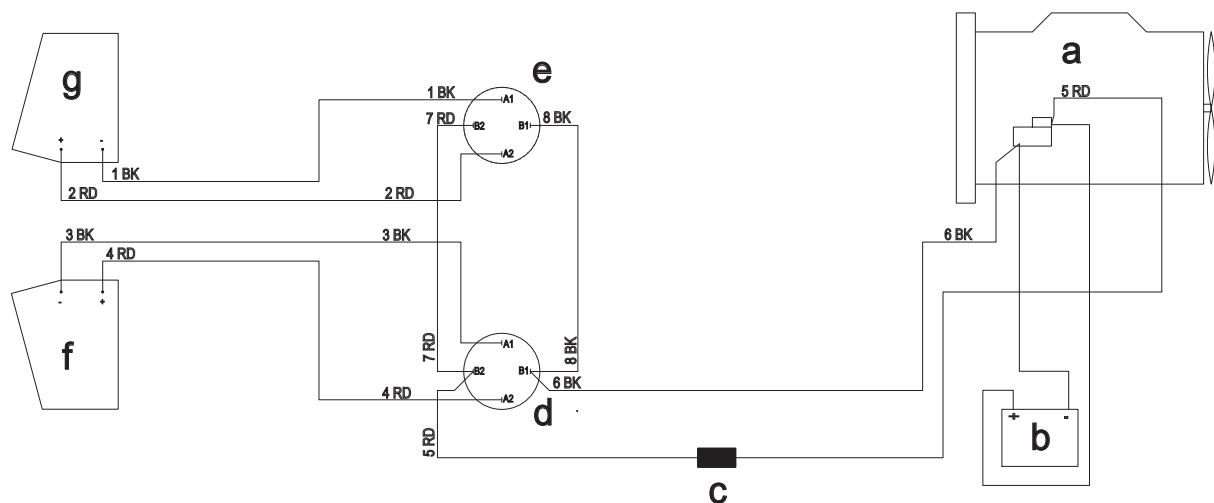 g
+ -
1 BK
2 RD
2 RD
1 BK
7 RD
e
A1
B2
B1
8 BK
A2
a
5 RD
3 BK
3 BK
4 RD
6 BK
- +
f
7 RD
8 BK
A1
B2
B1
6 BK
4 RD
A2
d
5 RD
c
+ -
b